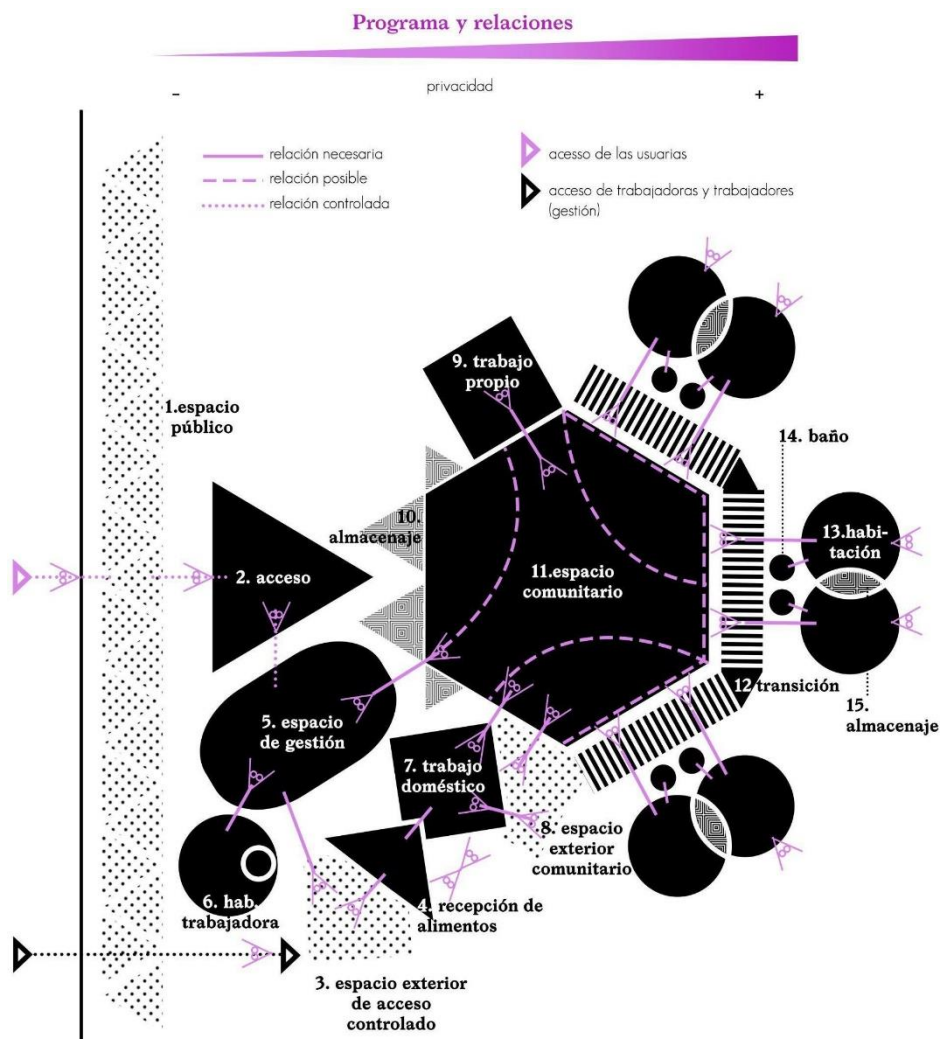 Programa y relaciones
privacidad
-
+
relación necesaria
relación posible
relación controlada
acesso de las usuarias
acceso de trabajadoras y trabajadores
(gestión)
9. trabajo
propio
1.espacio
público
14. baño
10.
almacenaje
13.habi-
tación
2. acceso
11.espacio
comunitario
12 transición
15.
almacenaje
5. espacio
de gestión
7. trabajo
doméstico
8. espacio
exterior
comunitario
6. hab.
trabajadora
4. recepción de
alimentos
3. espacio exterior
de acceso
controlado